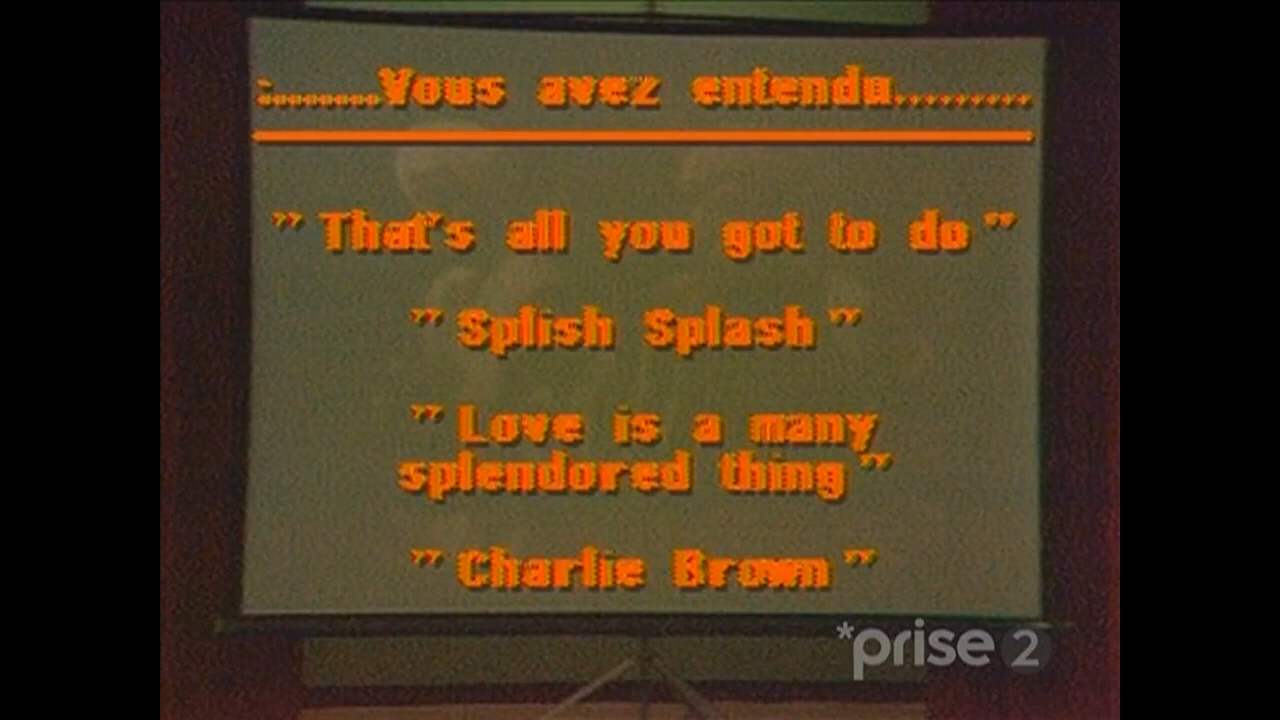 :........Vous avez entendu.........
" That's all you got to do "
" Splish Splash "
" Love is a many
splendored thing "
" Charlie Brown "
*prise 2